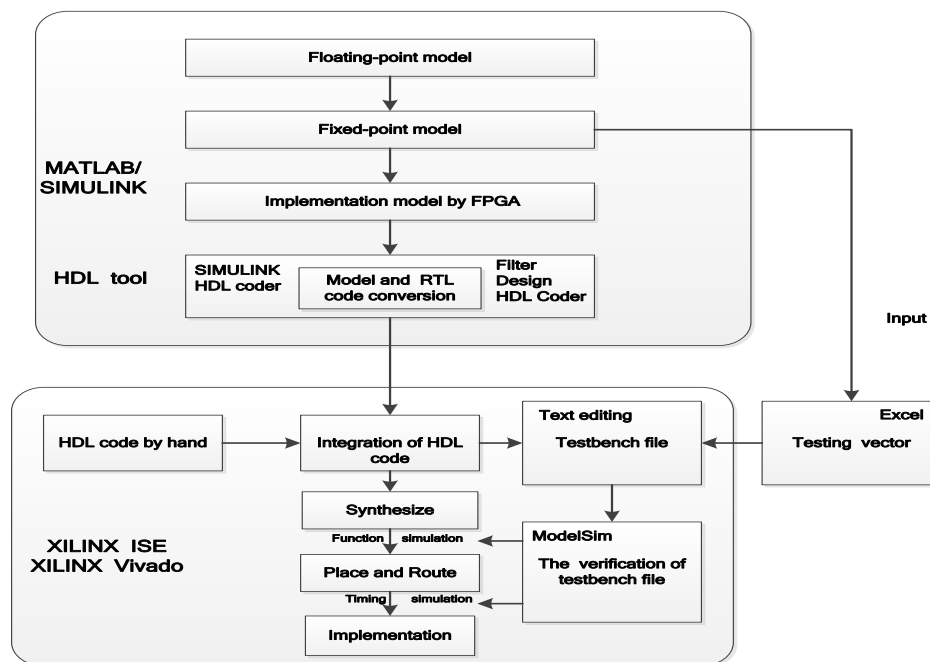 Floating-point model
Fixed-point model
MATLAB/
SIMULINK
Implementation model by FPGA
HDL tool
SIMULINK
HDL coder
Model and RTL
code conversion
Filter
Design
HDL Coder
Input
HDL code by hand
Integration of HDL
code
Text editing
Testbench file
Excel
Testing vector
Synthesize
Function simulation
ModelSim
The verification of
testbench file
XILINX ISE
XILINX Vivado
Place and Route
Timing simulation
Implementation